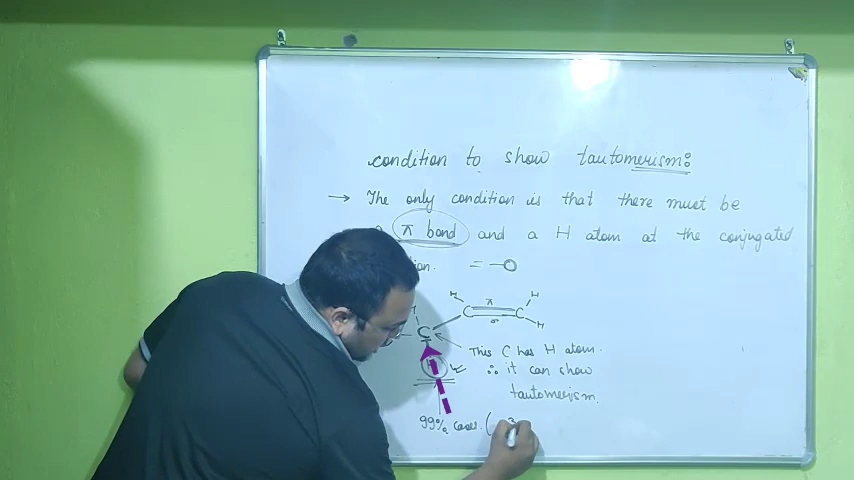 condition to show tautomerism:
→ The only condition is that there must be
π bond and a H atom at the conjugated
= —O
H π H
C C
σ H
C
This C has H atom.
∴ it can show
tautomerism.
99% cases. (